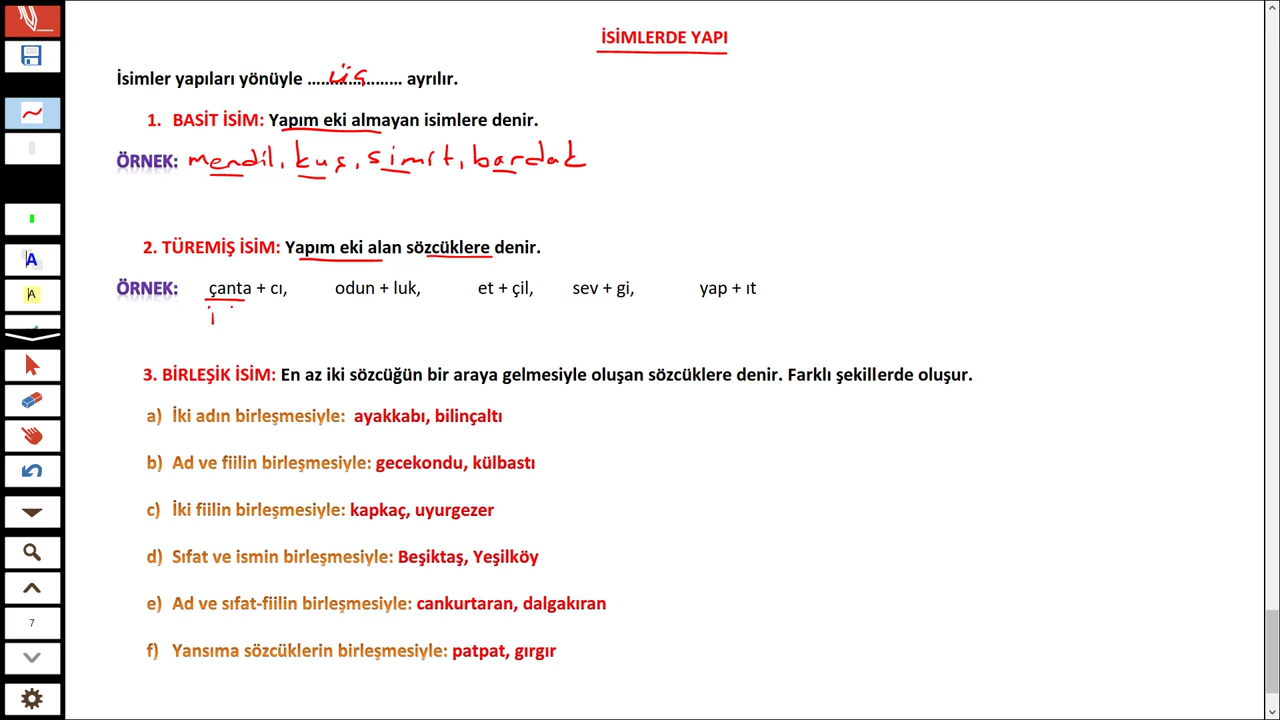 İSİMLERDE YAPI
İsimler yapıları yönüyle ......üç......... ayrılır.
1. BASİT İSİM: Yapım eki almayan isimlere denir.
ÖRNEK: mendil, kuş, simit, bardak
2. TÜREMİŞ İSİM: Yapım eki alan sözcüklere denir.
ÖRNEK: çanta + cı, odun + luk, et + çil, sev + gi, yap + ıt
3. BİRLEŞİK İSİM: En az iki sözcüğün bir araya gelmesiyle oluşan sözcüklere denir. Farklı şekillerde oluşur.
a) İki adın birleşmesiyle: ayakkabı, bilinçaltı
b) Ad ve fiilin birleşmesiyle: gecekondu, külbastı
c) İki fiilin birleşmesiyle: kapkaç, uyurgezer
d) Sıfat ve ismin birleşmesiyle: Beşiktaş, Yeşilköy
e) Ad ve sıfat-fiilin birleşmesiyle: cankurtaran, dalgakıran
f) Yansıma sözcüklerin birleşmesiyle: patpat, gırgır
A
A
7